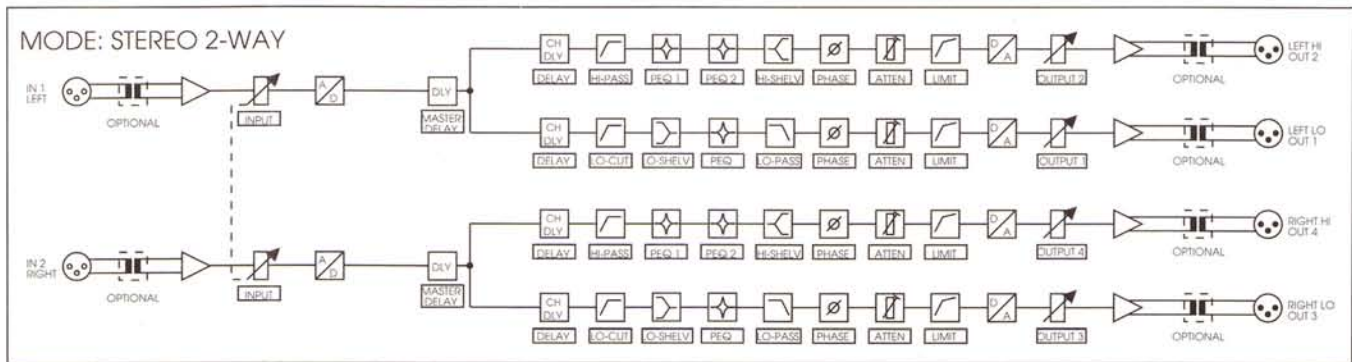 MODE: STEREO 2-WAY
IN 1
LEFT
OPTIONAL
INPUT
A
D
DLY
MASTER
DELAY
CH
DLY
DELAY
HI-PASS
PEQ 1
PEQ 2
HI-SHELV
PHASE
ATTEN
LIMIT
D
A
OUTPUT 2
OPTIONAL
LEFT HI
OUT 2
CH
DLY
DELAY
LO-CUT
O-SHELV
PEQ
LO-PASS
PHASE
ATTEN
LIMIT
D
A
OUTPUT 1
OPTIONAL
LEFT LO
OUT 1
IN 2
RIGHT
OPTIONAL
INPUT
A
D
DLY
MASTER
DELAY
CH
DLY
DELAY
HI-PASS
PEQ 1
PEQ 2
HI-SHELV
PHASE
ATTEN
LIMIT
D
A
OUTPUT 4
OPTIONAL
RIGHT HI
OUT 4
CH
DLY
DELAY
LO-CUT
LO-SHELV
PEQ
LO-PASS
PHASE
ATTEN
LIMIT
D
A
OUTPUT 3
OPTIONAL
RIGHT LO
OUT 3